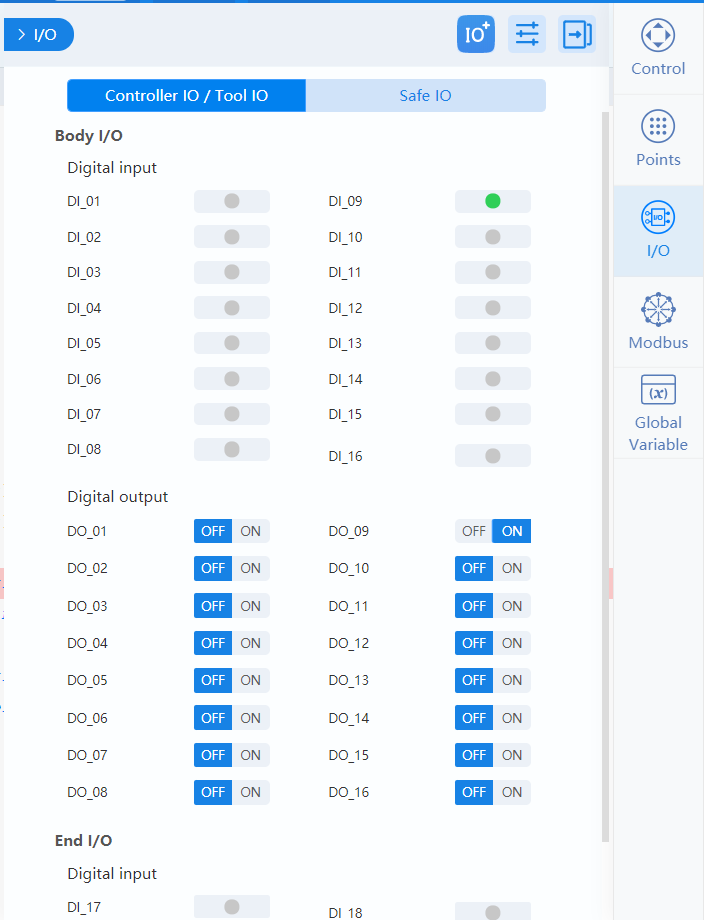 I/O
IO+
Controller IO / Tool IO Safe IO
Body I/O
Digital input
DI_01 DI_09
DI_02 DI_10
DI_03 DI_11
DI_04 DI_12
DI_05 DI_13
DI_06 DI_14
DI_07 DI_15
DI_08 DI_16
Digital output
DO_01 OFF ON DO_09 OFF ON
DO_02 OFF ON DO_10 OFF ON
DO_03 OFF ON DO_11 OFF ON
DO_04 OFF ON DO_12 OFF ON
DO_05 OFF ON DO_13 OFF ON
DO_06 OFF ON DO_14 OFF ON
DO_07 OFF ON DO_15 OFF ON
DO_08 OFF ON DO_16 OFF ON
End I/O
Digital input
DI_17 DI_18
Control
Points
I/O
I/O
Modbus
(x)
Global
Variable